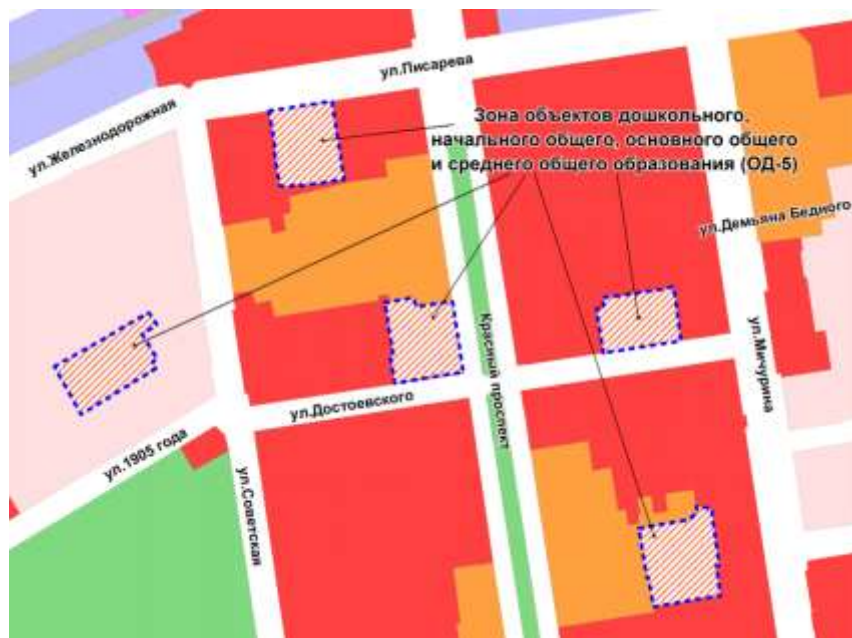 ул.Писарева
ул.Железнодорожная
Зона объектов дошкольного,
начального общего, основного общего
и среднего общего образования (ОД-5)
ул.Демьяна Бедного
Красный проспект
ул.Мичурина
ул.Достоевского
ул.1905 года
ул.Советская